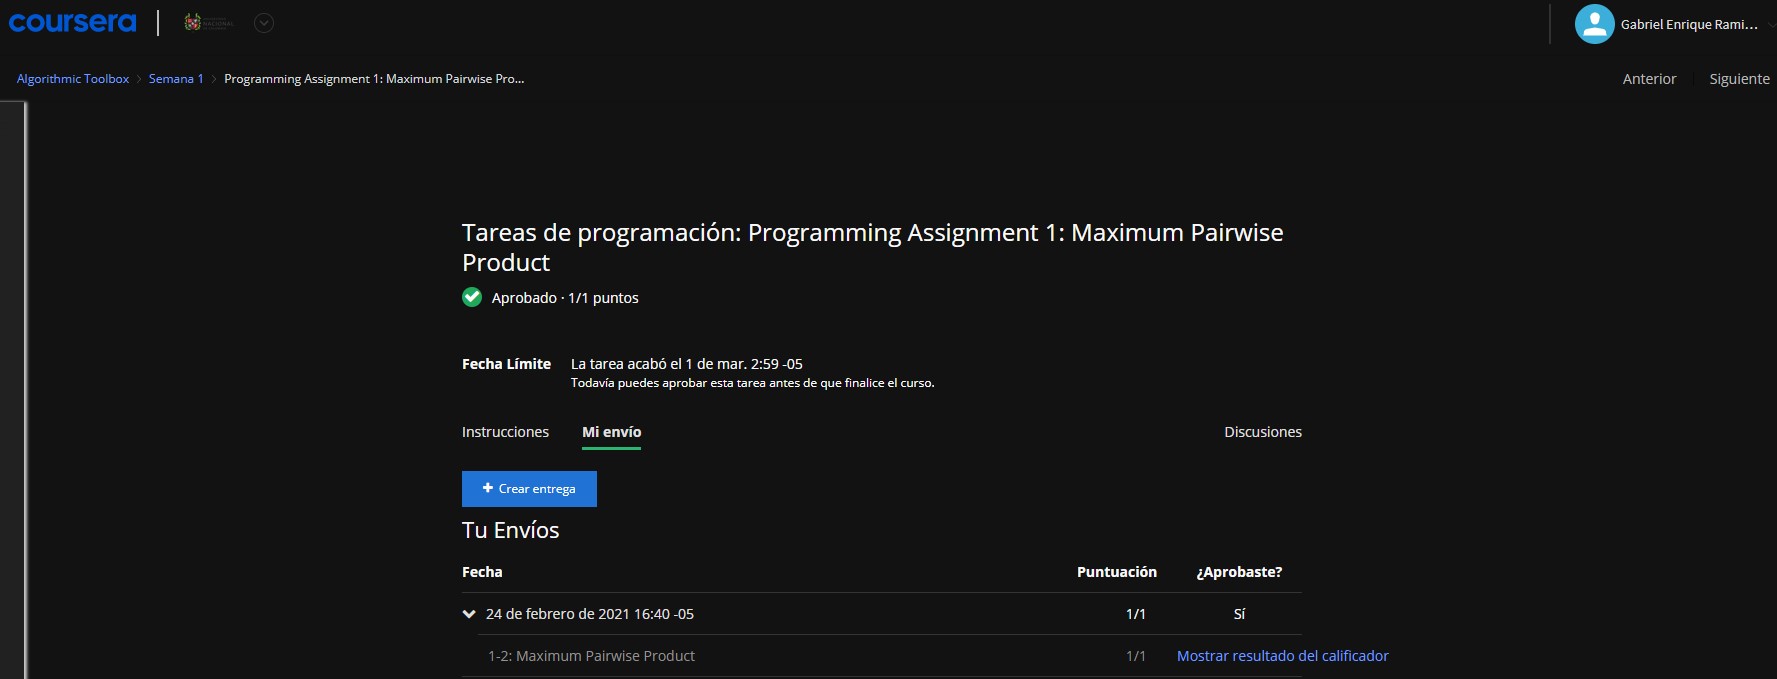 coursera
NACIONAL
Gabriel Enrique Rami...
Algorithmic Toolbox > Semana 1 > Programming Assignment 1: Maximum Pairwise Pro...
Anterior
Siguiente
Tareas de programación: Programming Assignment 1: Maximum Pairwise
Product
Aprobado · 1/1 puntos
Fecha Límite La tarea acabó el 1 de mar. 2:59 -05
Todavía puedes aprobar esta tarea antes de que finalice el curso.
Instrucciones Mi envío Discusiones
+ Crear entrega
Tu Envíos
Fecha Puntuación ¿Aprobaste?
24 de febrero de 2021 16:40 -05 1/1 Sí
1-2: Maximum Pairwise Product 1/1 Mostrar resultado del calificador